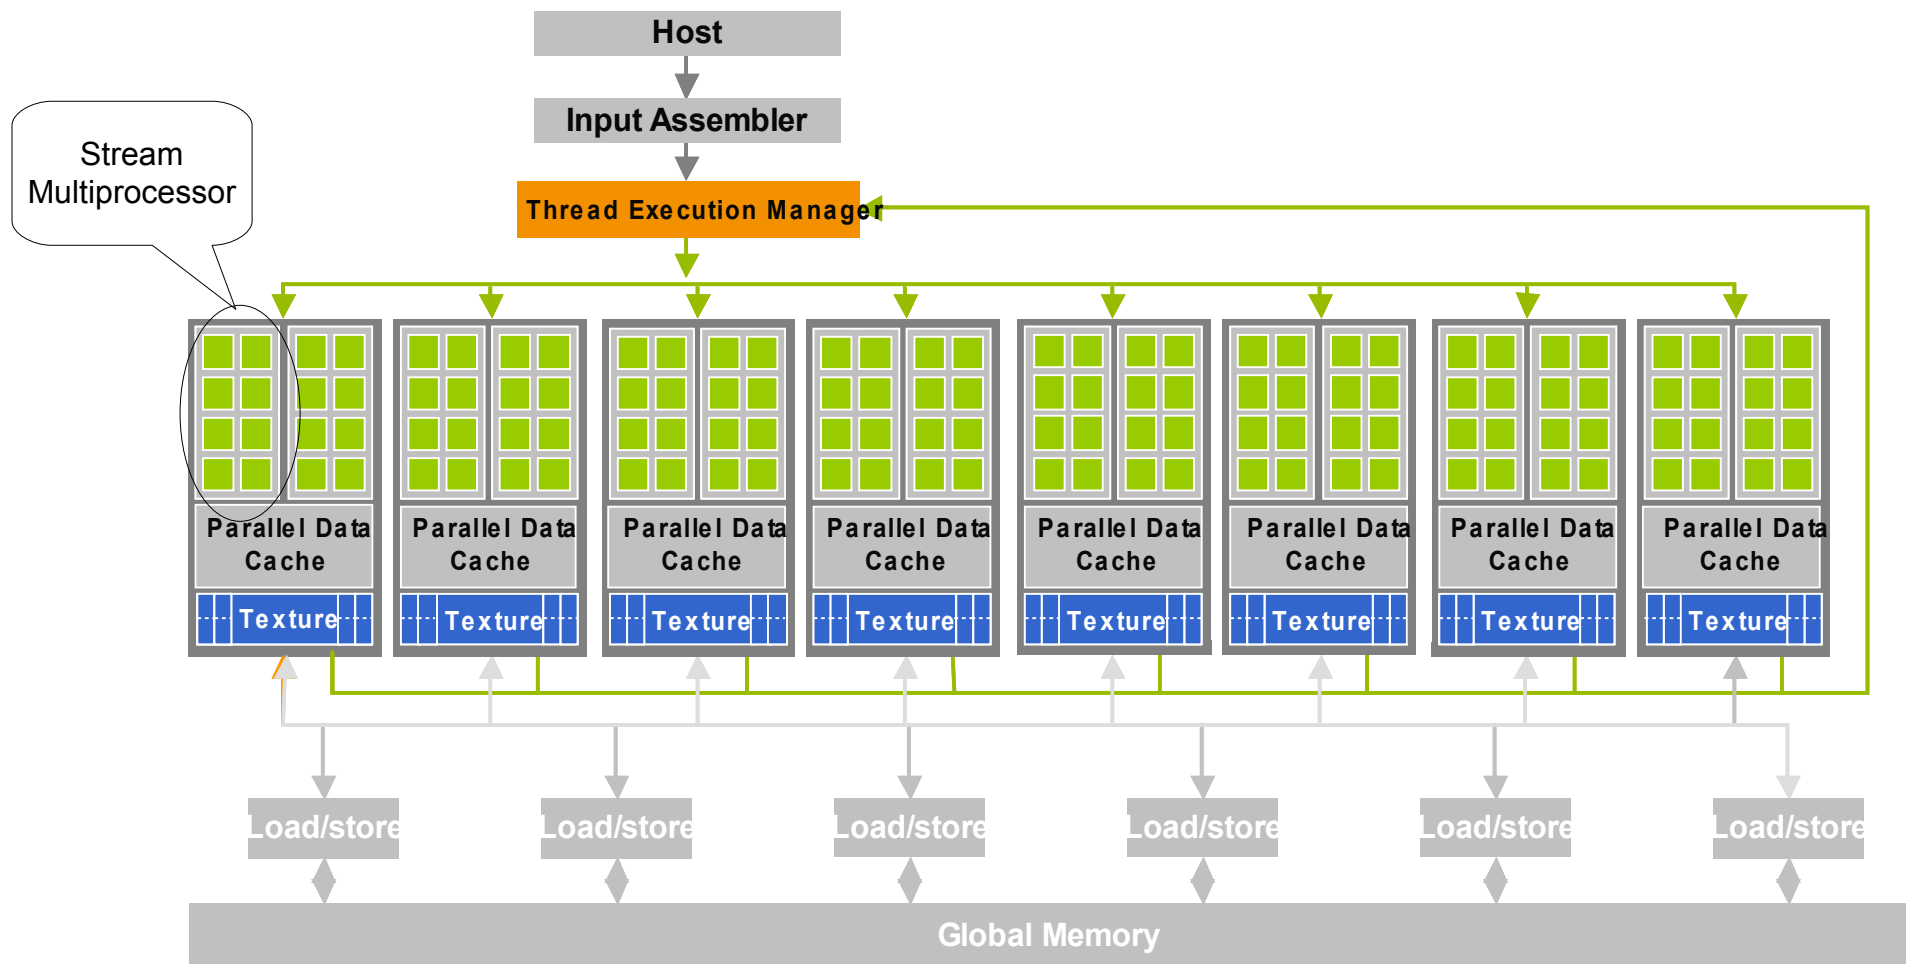 Host
Input Assembler
Stream
Multiprocessor
Thread Execution Manager
Parallel Data
Cache
Parallel Data
Cache
Parallel Data
Cache
Parallel Data
Cache
Parallel Data
Cache
Parallel Data
Cache
Parallel Data
Cache
Parallel Data
Cache
Texture
Texture
Texture
Texture
Texture
Texture
Texture
Texture
Load/store
Load/store
Load/store
Load/store
Load/store
Load/store
Global Memory